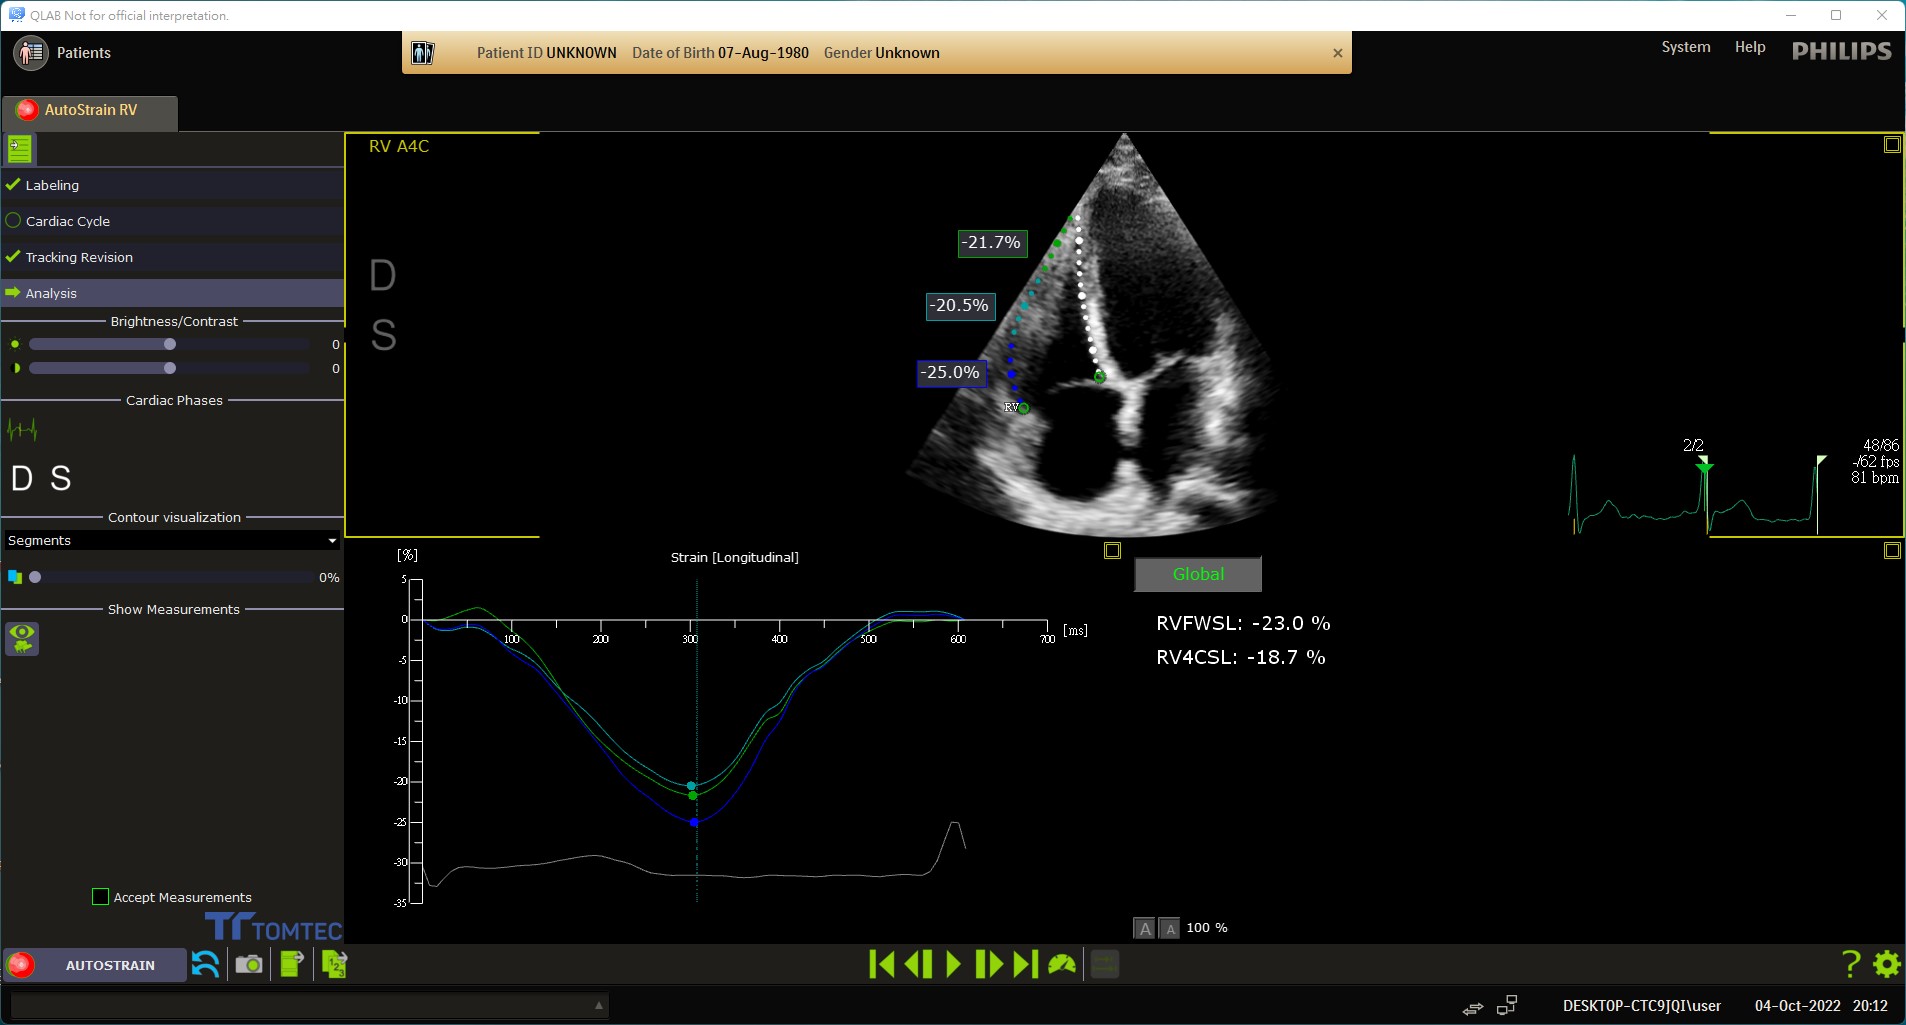 QLAB Not for official interpretation.
Patients
Patient ID UNKNOWN Date of Birth 07-Aug-1980 Gender Unknown
System Help PHILIPS
AutoStrain RV
Labeling
Cardiac Cycle
Tracking Revision
Analysis
Brightness/Contrast
0
0
Cardiac Phases
D S
Contour visualization
Segments
0%
Show Measurements
Accept Measurements
TOMTEC
RV A4C
D
S
-21.7%
-20.5%
-25.0%
RV
2/2
48/86
-/62 fps
81 bpm
[%]
Strain [Longitudinal]
5
0
-5
-10
-15
-20
-25
-30
-35
100 200 300 400 500 600 700 [ms]
Global
RVFWSL: -23.0 %
RV4CSL: -18.7 %
A A 100 %
AUTOSTRAIN
1 2 3
?
DESKTOP-CTC9JQI\user 04-Oct-2022 20:12